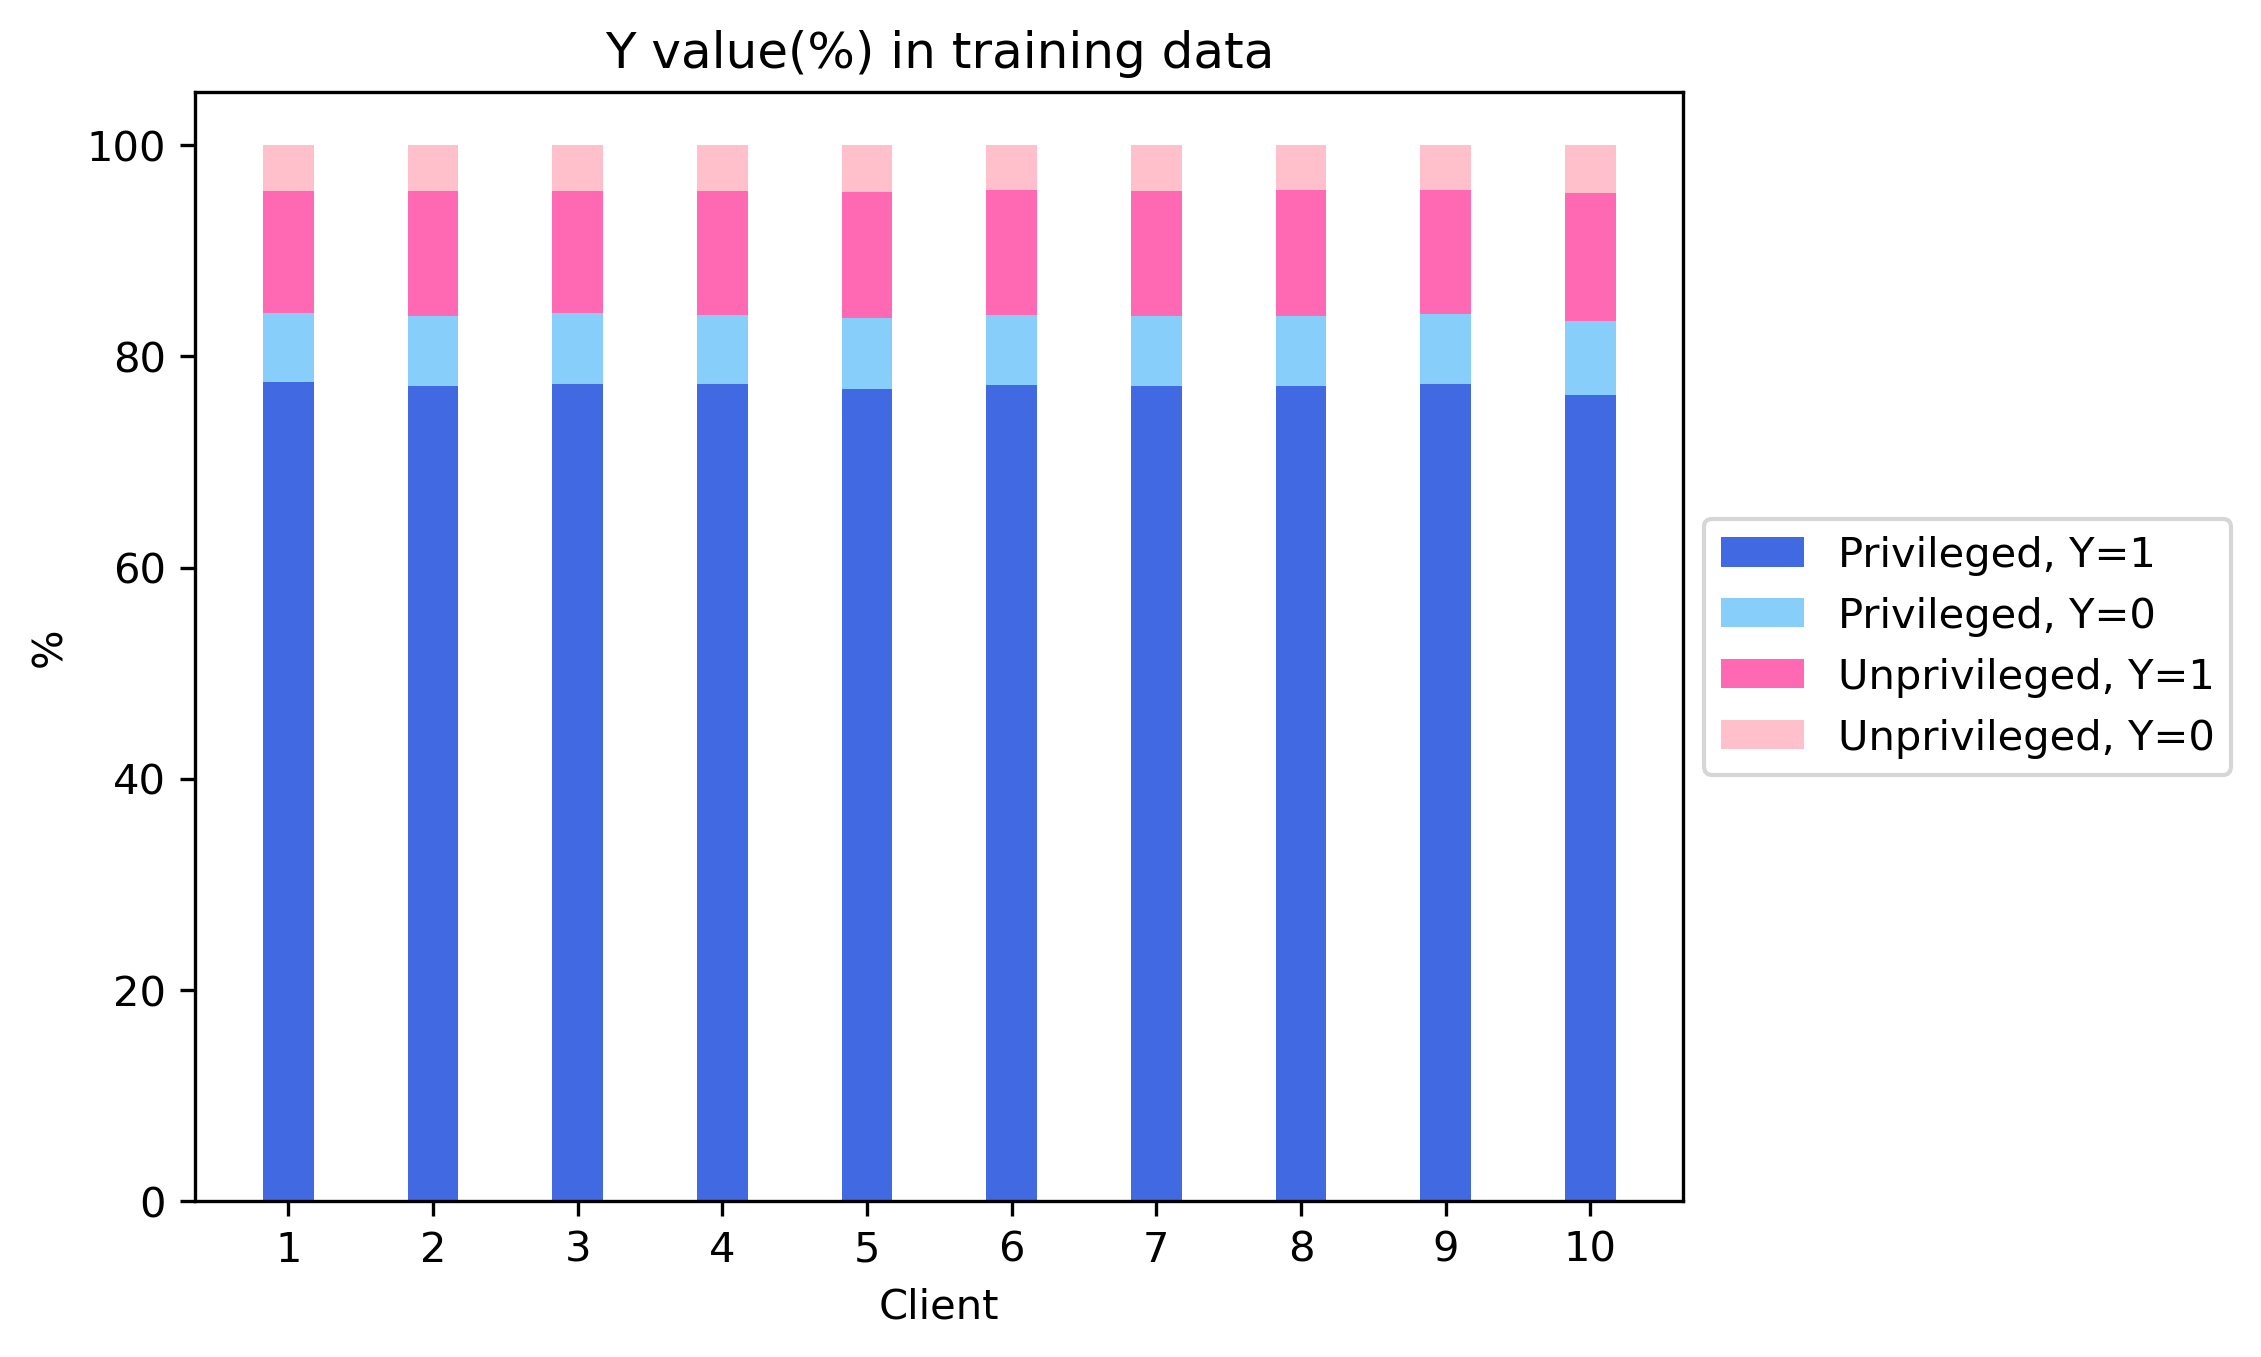 Y value(%) in training data
100
80
60
40
20
0
%
1 2 3 4 5 6 7 8 9 10
Client
Privileged, Y=1
Privileged, Y=0
Unprivileged, Y=1
Unprivileged, Y=0